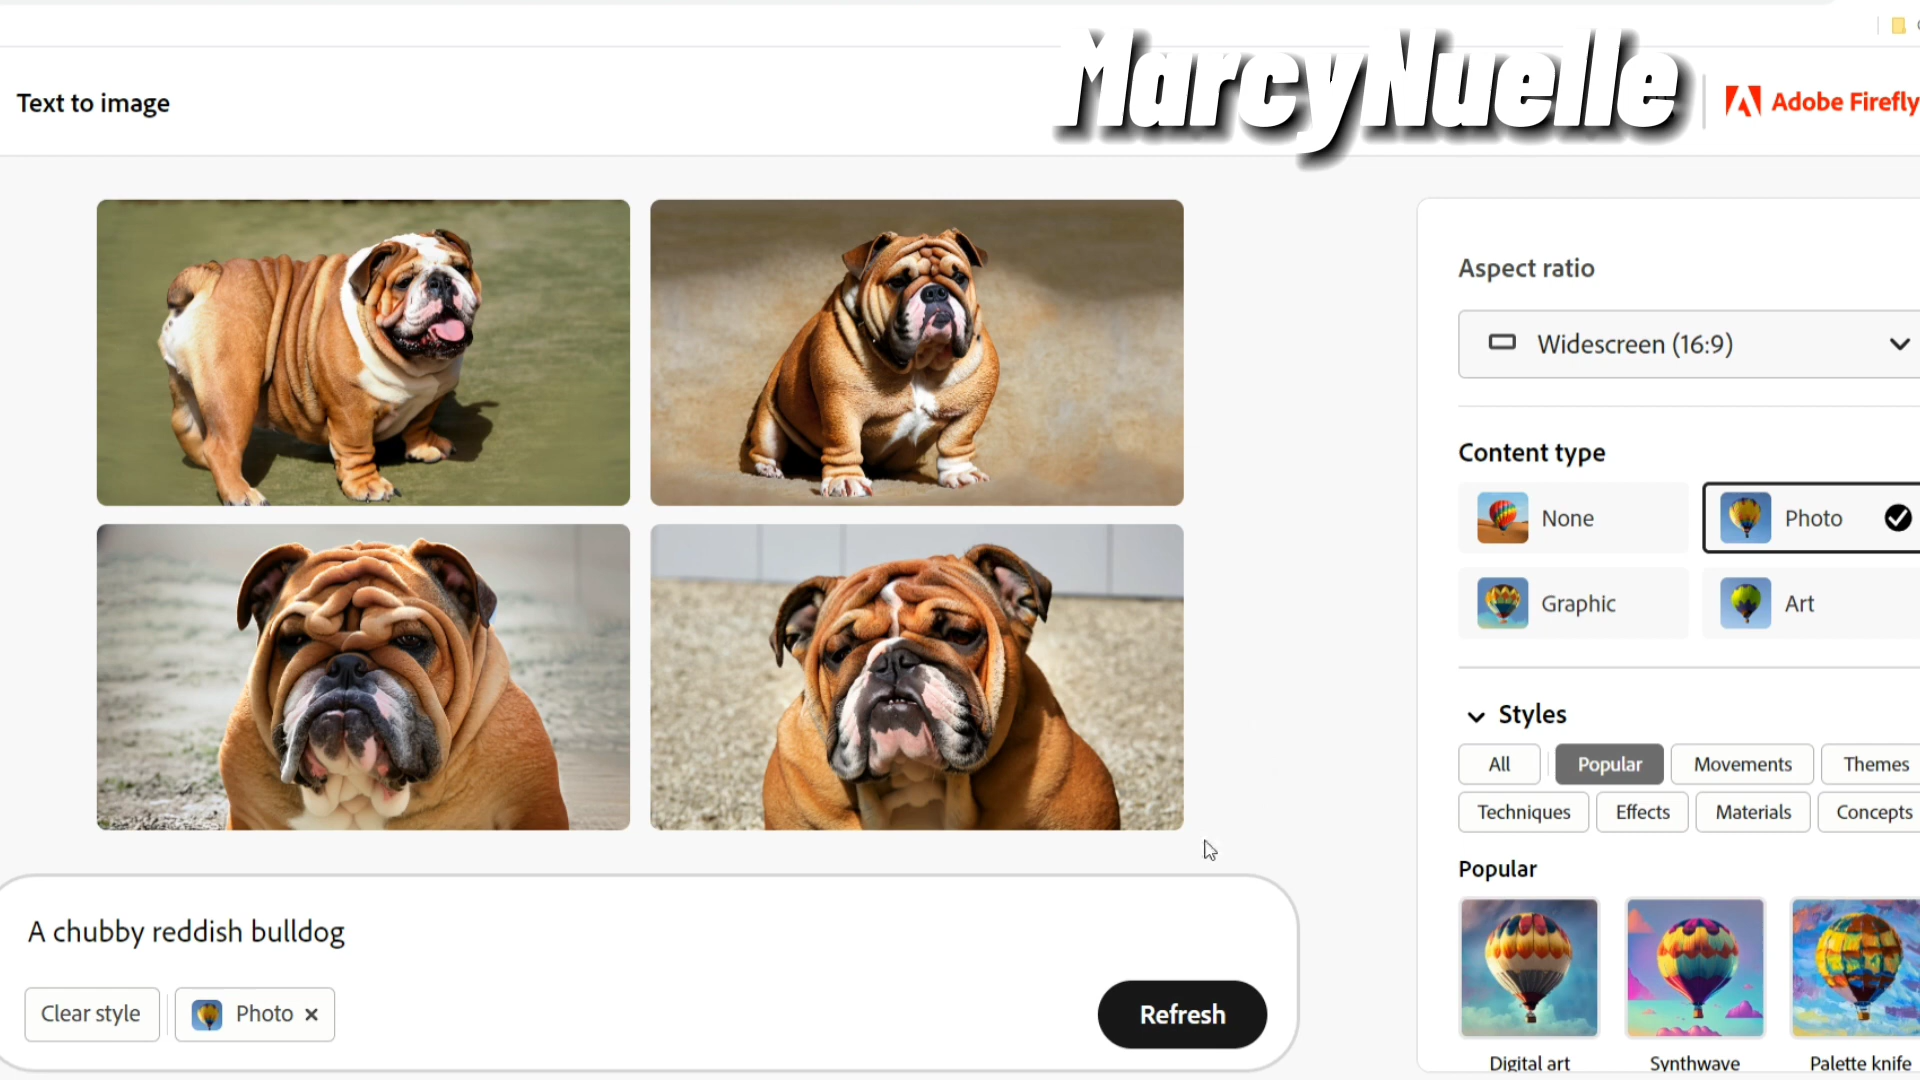 MarcyNuelle
Text to image
Adobe Firefly
Aspect ratio
Widescreen (16:9)
Content type
None
Photo
Graphic
Art
Styles
All
Popular
Movements
Themes
Techniques
Effects
Materials
Concepts
Popular
Digital art
Synthwave
Palette knife
A chubby reddish bulldog
Clear style
Photo ×
Refresh